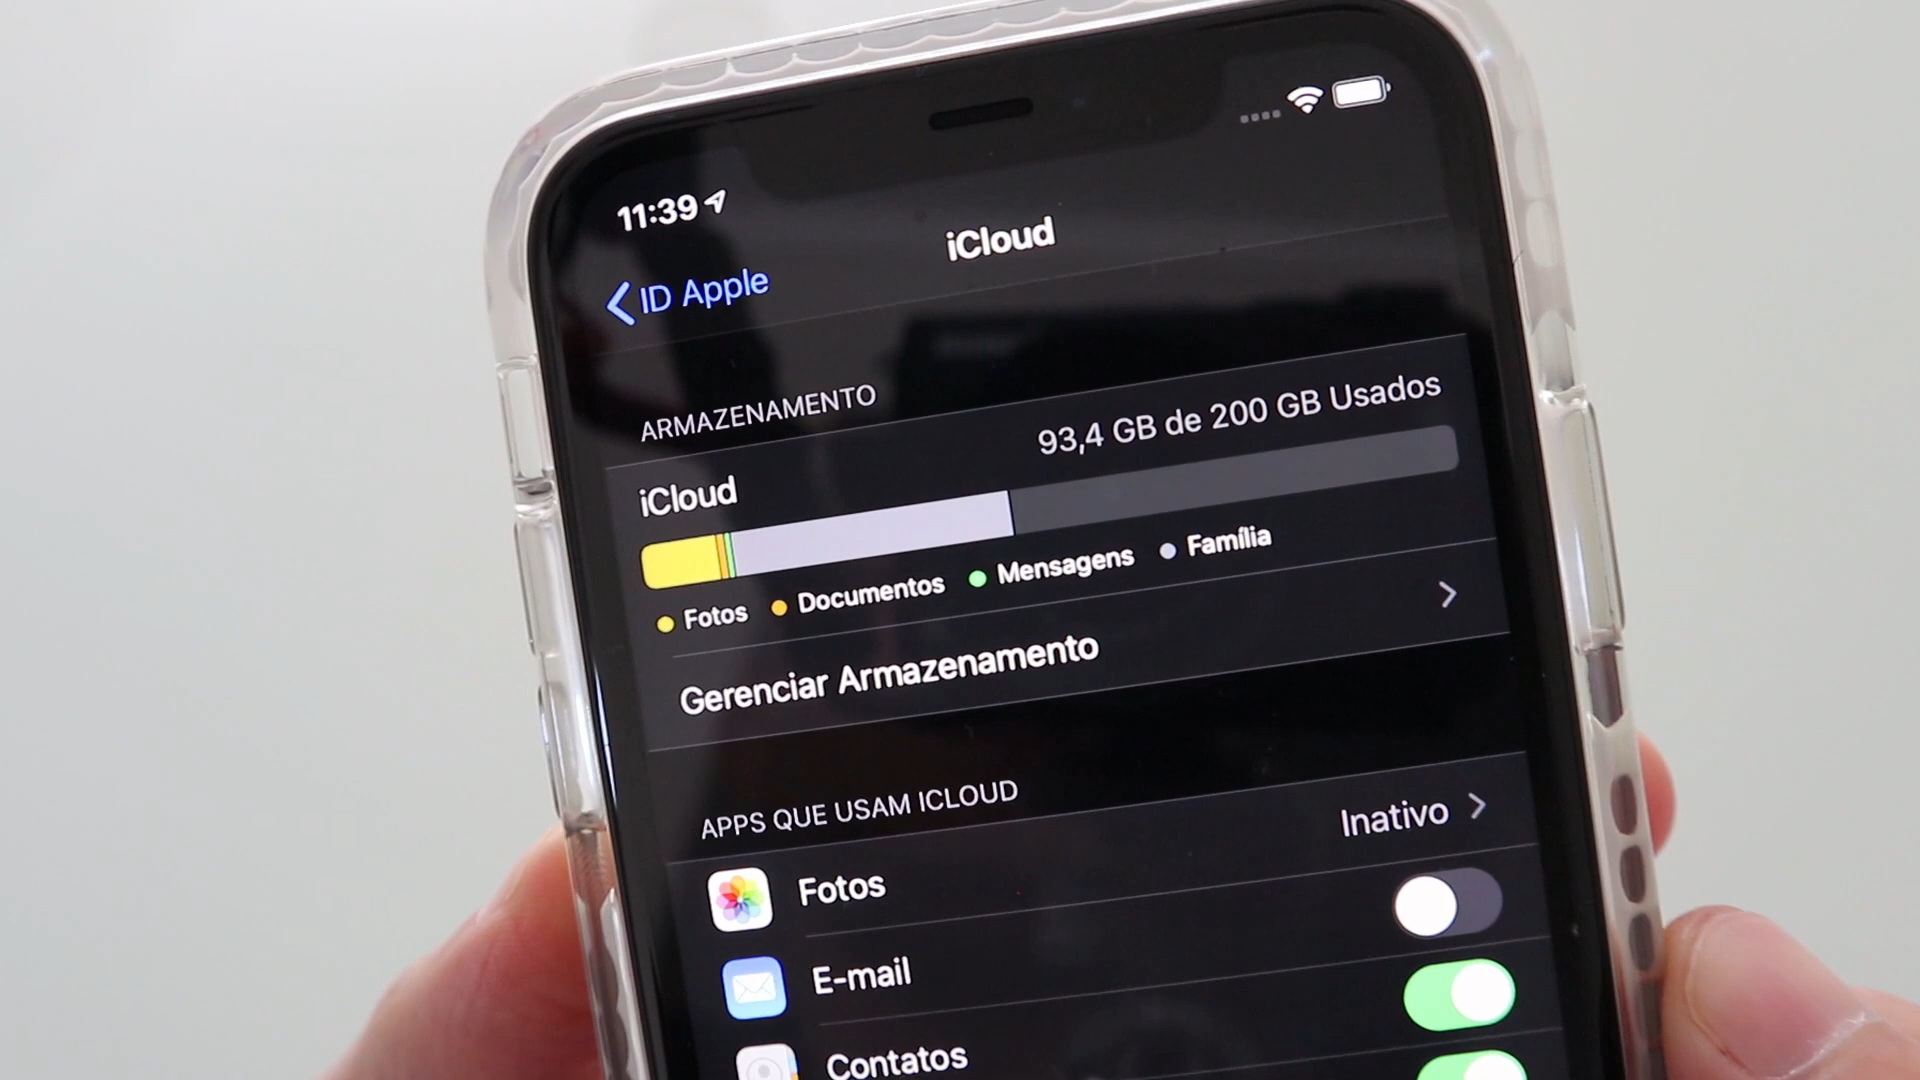 11:39
iCloud
ID Apple
ARMAZENAMENTO
iCloud
93,4 GB de 200 GB Usados
Fotos Documentos Mensagens Família
Gerenciar Armazenamento
APPS QUE USAM ICLOUD
Fotos Inativo
E-mail
Contatos